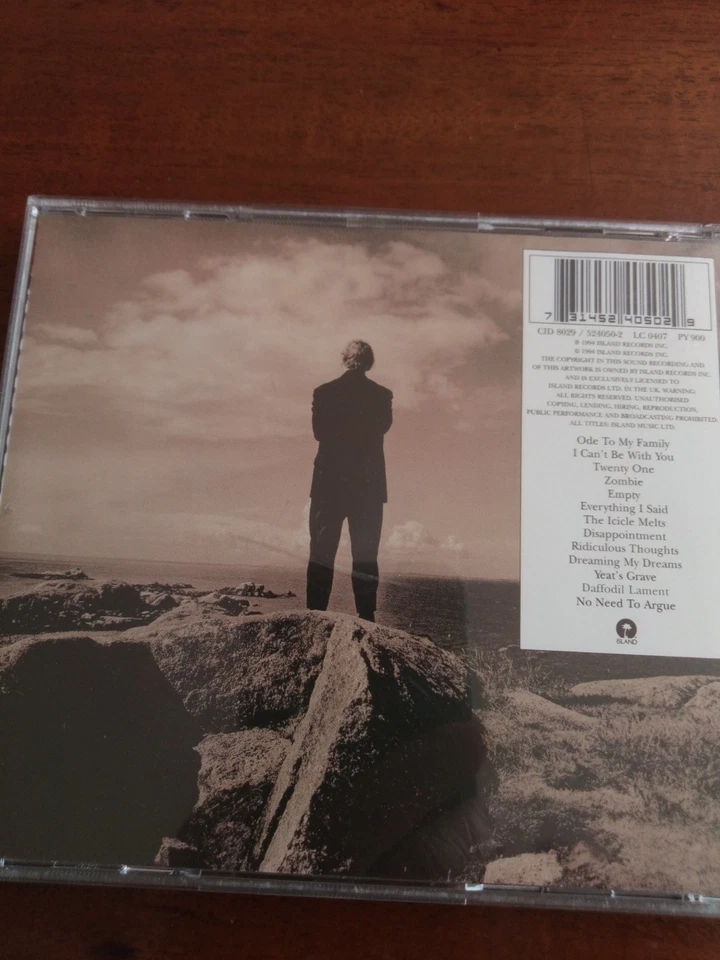 7 31452 40502 9
CID 8029 / 524050-2 LC 0407 PY 900
℗ 1994 ISLAND RECORDS INC.
© 1994 ISLAND RECORDS INC.
THE COPYRIGHT IN THIS SOUND RECORDING AND
OF THIS ARTWORK IS OWNED BY ISLAND RECORDS INC.
AND IS EXCLUSIVELY LICENSED TO
ISLAND RECORDS LTD. IN THE UK. WARNING:
ALL RIGHTS RESERVED. UNAUTHORISED
COPYING, LENDING, HIRING, REPRODUCTION,
PUBLIC PERFORMANCE AND BROADCASTING PROHIBITED.
ALL TITLES: ISLAND MUSIC LTD.
Ode To My Family
I Can't Be With You
Twenty One
Zombie
Empty
Everything I Said
The Icicle Melts
Disappointment
Ridiculous Thoughts
Dreaming My Dreams
Yeat's Grave
Daffodil Lament
No Need To Argue
ISLAND